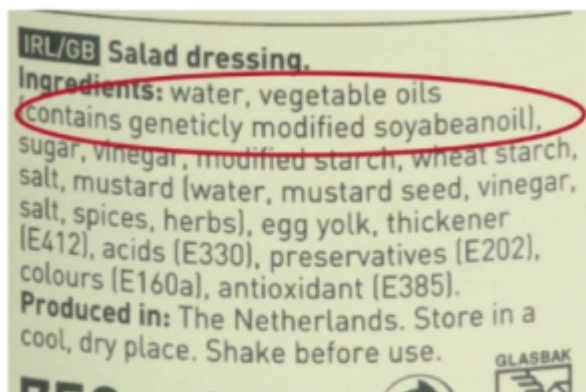 IRL/GB Salad dressing.
Ingredients: water, vegetable oils
(contains geneticly modified soyabeanoil),
sugar, vinegar, modified starch, wheat starch,
salt, mustard (water, mustard seed, vinegar,
salt, spices, herbs), egg yolk, thickener
(E412), acids (E330), preservatives (E202),
colours (E160a), antioxidant (E385).
Produced in: The Netherlands. Store in a
cool, dry place. Shake before use.
GLASBAK